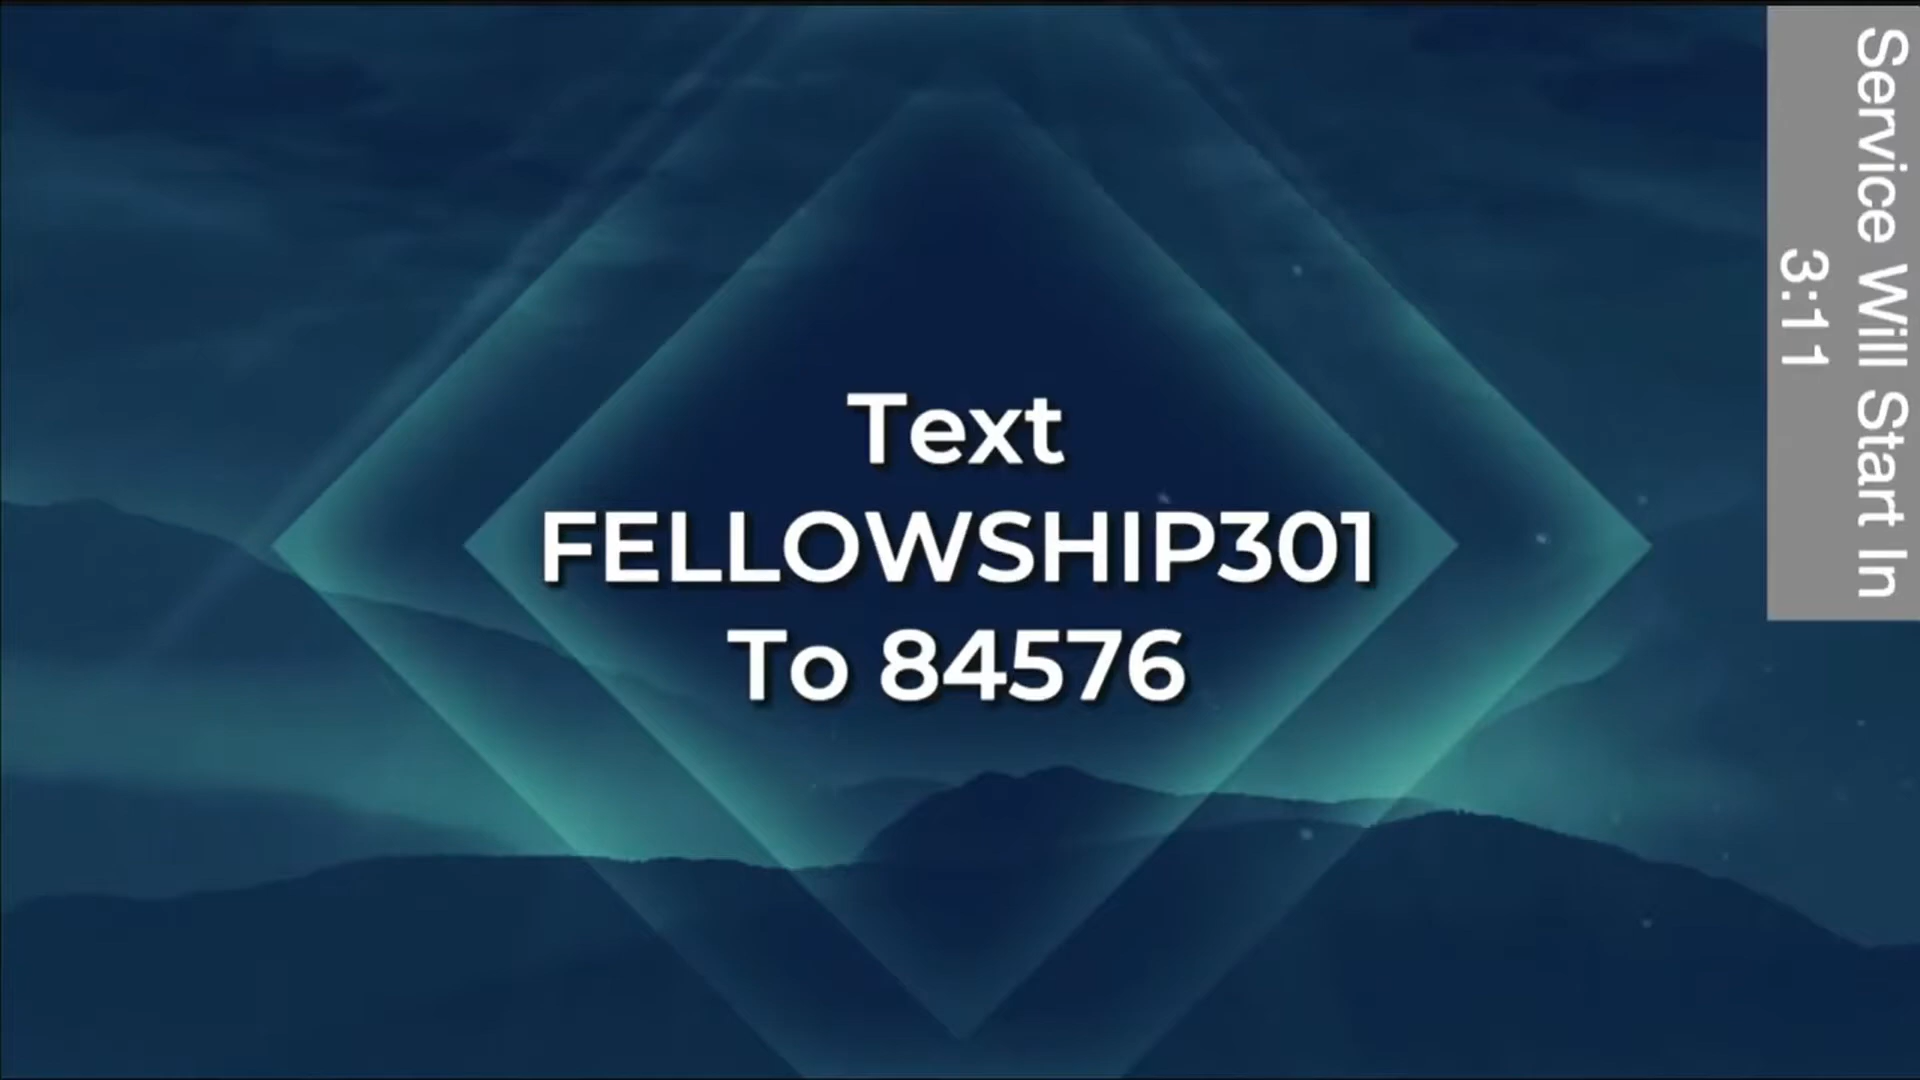 Text
FELLOWSHIP301
To 84576
Service Will Start In
3:11